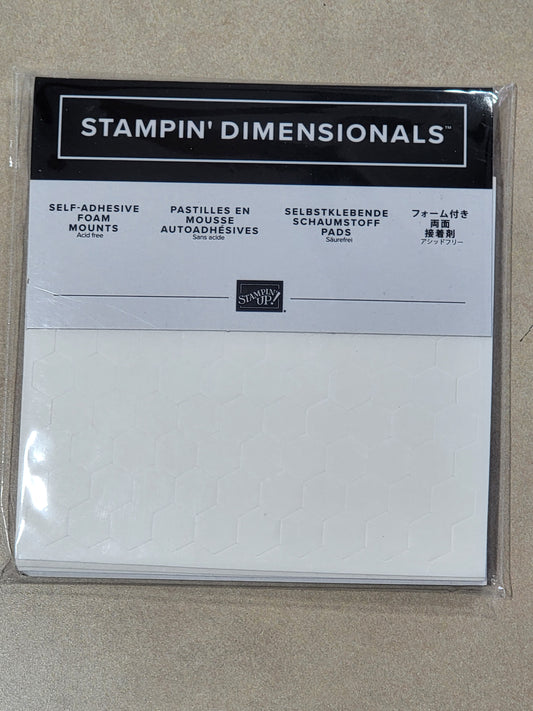 STAMPIN' DIMENSIONALS™
SELF-ADHESIVE
FOAM
MOUNTS
Acid free
PASTILLES EN
MOUSSE
AUTOADHÉSIVES
Sans acide
SELBSTKLEBENDE
SCHAUMSTOFF
PADS
Säurefrei
フォーム付き
両面
接着剤
アシッドフリー
STAMPIN'
UP!®